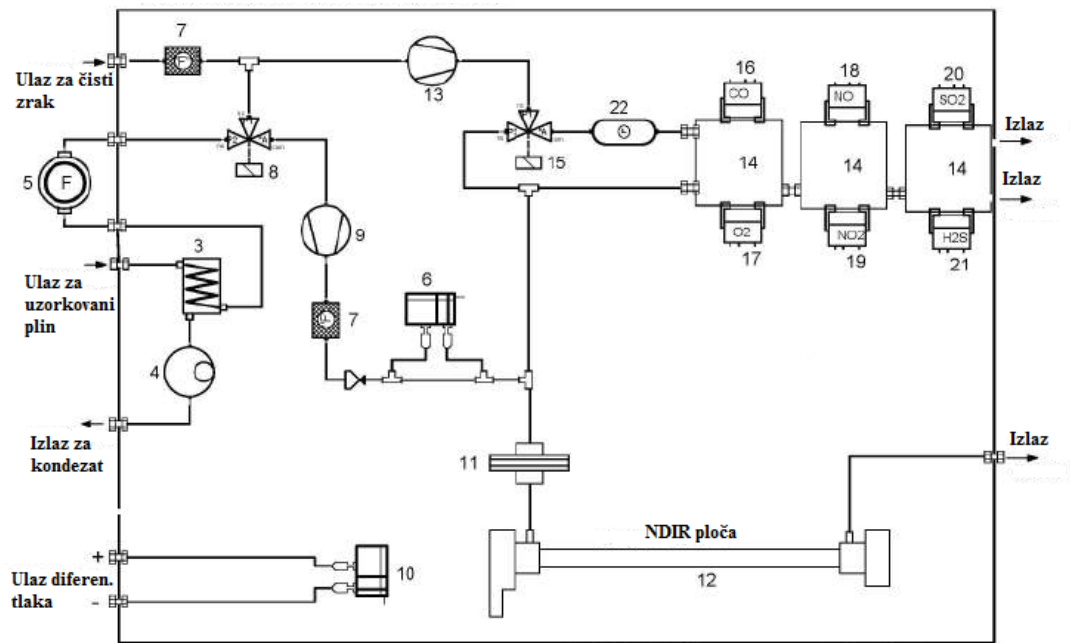 7
Ulaz za čisti
zrak
13
16
CO
18
NO
20
SO2
22
Izlaz
8
15
14
14
14
5
F
Izlaz
9
3
O2
17
NO2
19
H2S
21
Ulaz za
uzorkovani
plin
6
7
4
Izlaz za
kondezat
11
Izlaz
NDIR ploča
+
Ulaz diferen.
tlaka
-
10
12